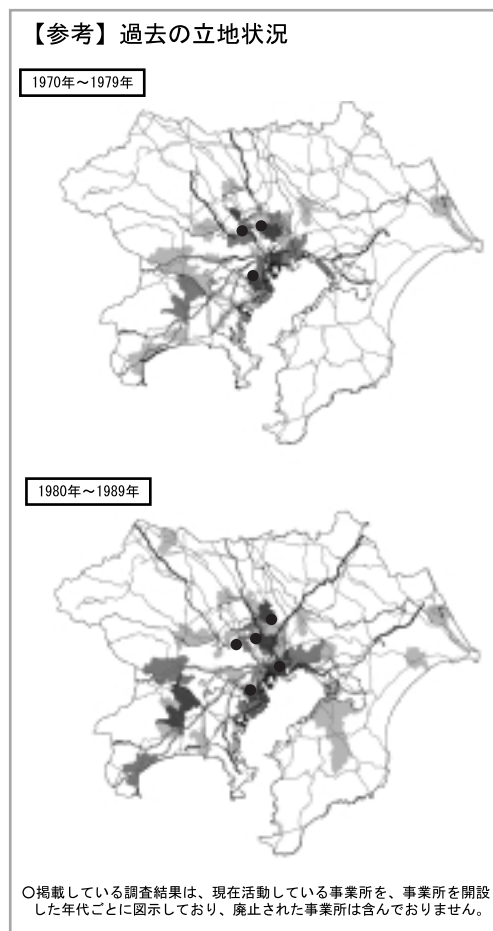 【参考】過去の立地状況
1970年～1979年
1980年～1989年
○掲載している調査結果は、現在活動している事業所を、事業所を開設
した年代ごとに図示しており、廃止された事業所は含んでおりません。